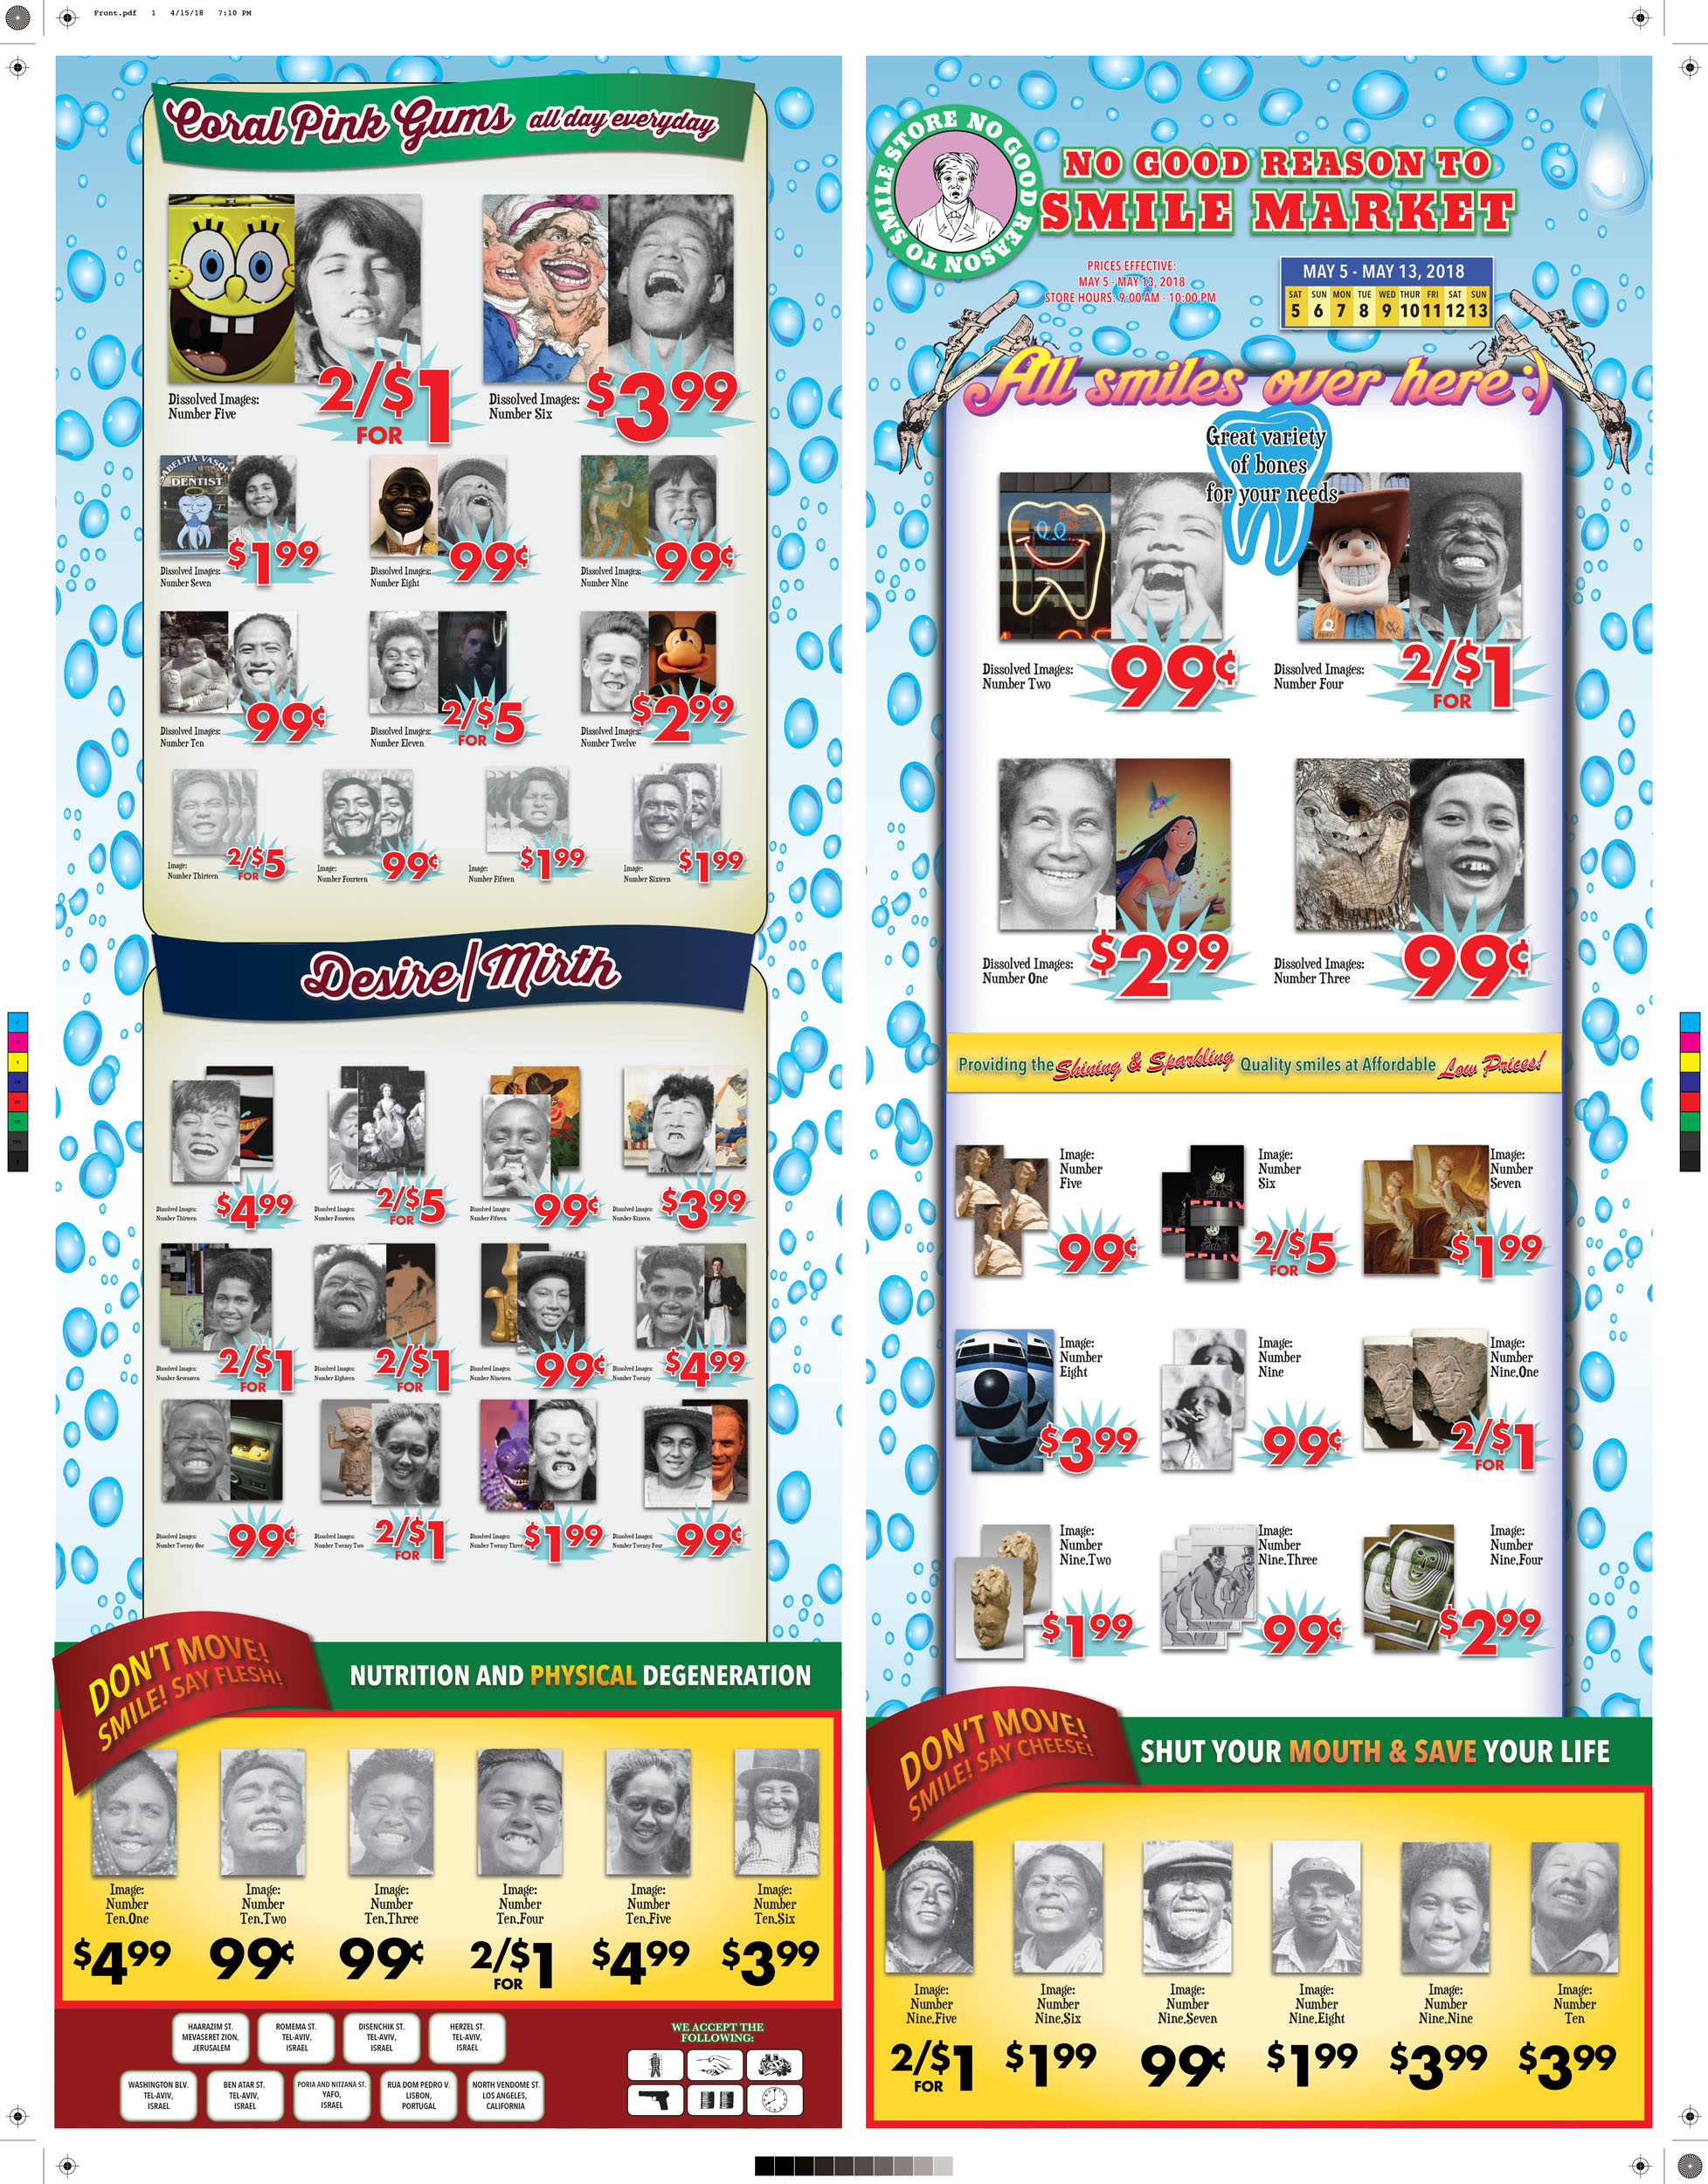 Front.pdf 1 4/15/18 7:10 PM
Coral Pink Gums all day everyday
Dissolved Images:
Number Five
2/$1
FOR
Dissolved Images:
Number Six
$3.99
DENTIST
Dissolved Images:
Number Seven
$1.99
Dissolved Images:
Number Eight
99¢
Dissolved Images:
Number Nine
99¢
Dissolved Images:
Number Ten
99¢
Dissolved Images:
Number Eleven
2/$5
FOR
Dissolved Images:
Number Twelve
$2.99
Image:
Number Thirteen
2/$5
FOR
Image:
Number Fourteen
99¢
Image:
Number Fifteen
$1.99
Image:
Number Sixteen
$1.99
Desire/Mirth
Dissolved Images:
Number Thirteen
$4.99
Dissolved Images:
Number Fourteen
2/$5
FOR
Dissolved Images:
Number Fifteen
99¢
Dissolved Images:
Number Sixteen
$3.99
Dissolved Images:
Number Seventeen
2/$1
FOR
Dissolved Images:
Number Eighteen
2/$1
FOR
Dissolved Images:
Number Nineteen
99¢
Dissolved Images:
Number Twenty
$4.99
Dissolved Images:
Number Twenty One
99¢
Dissolved Images:
Number Twenty Two
2/$1
FOR
Dissolved Images:
Number Twenty Three
$1.99
Dissolved Images:
Number Twenty Four
99¢
DON'T MOVE!
SMILE! SAY FLESH!
NUTRITION AND PHYSICAL DEGENERATION
Image:
Number
Ten.One
$4.99
Image:
Number
Ten.Two
99¢
Image:
Number
Ten.Three
99¢
Image:
Number
Ten.Four
2/$1
FOR
Image:
Number
Ten.Five
$4.99
Image:
Number
Ten.Six
$3.99
HAARAZIM ST.
MEVASERET ZION,
JERUSALEM
ROMEMA ST.
TEL-AVIV,
ISRAEL
DISENCHIK ST.
TEL-AVIV,
ISRAEL
HERZEL ST.
TEL-AVIV,
ISRAEL
WASHINGTON BLV.
TEL-AVIV,
ISRAEL
BEN ATAR ST.
TEL-AVIV,
ISRAEL
PORIA AND NITZANA ST.
YAFO,
ISRAEL
RUA DOM PEDRO V.
LISBON,
PORTUGAL
NORTH VENDOME ST.
LOS ANGELES,
CALIFORNIA
WE ACCEPT THE
FOLLOWING:
NO GOOD REASON TO SMILE STORE
NO GOOD REASON TO
SMILE MARKET
PRICES EFFECTIVE:
MAY 5 - MAY 13, 2018
STORE HOURS: 9:00 AM - 10:00 PM
MAY 5 - MAY 13, 2018
SAT SUN MON TUE WED THUR FRI SAT SUN
5 6 7 8 9 10 11 12 13
All smiles over here :)
Great variety
of bones
for your needs
Dissolved Images:
Number Two
99¢
Dissolved Images:
Number Four
2/$1
FOR
Dissolved Images:
Number One
$2.99
Dissolved Images:
Number Three
99¢
Providing the Shining & Sparkling Quality smiles at Affordable Low Prices!
Image:
Number
Five
99¢
Image:
Number
Six
2/$5
FOR
Image:
Number
Seven
$1.99
Image:
Number
Eight
$3.99
Image:
Number
Nine
99¢
Image:
Number
Nine.One
2/$1
FOR
Image:
Number
Nine.Two
$1.99
Image:
Number
Nine.Three
99¢
Image:
Number
Nine.Four
$2.99
DON'T MOVE!
SMILE! SAY CHEESE!
SHUT YOUR MOUTH & SAVE YOUR LIFE
Image:
Number
Nine.Five
2/$1
FOR
Image:
Number
Nine.Six
$1.99
Image:
Number
Nine.Seven
99¢
Image:
Number
Nine.Eight
$1.99
Image:
Number
Nine.Nine
$3.99
Image:
Number
Ten
$3.99